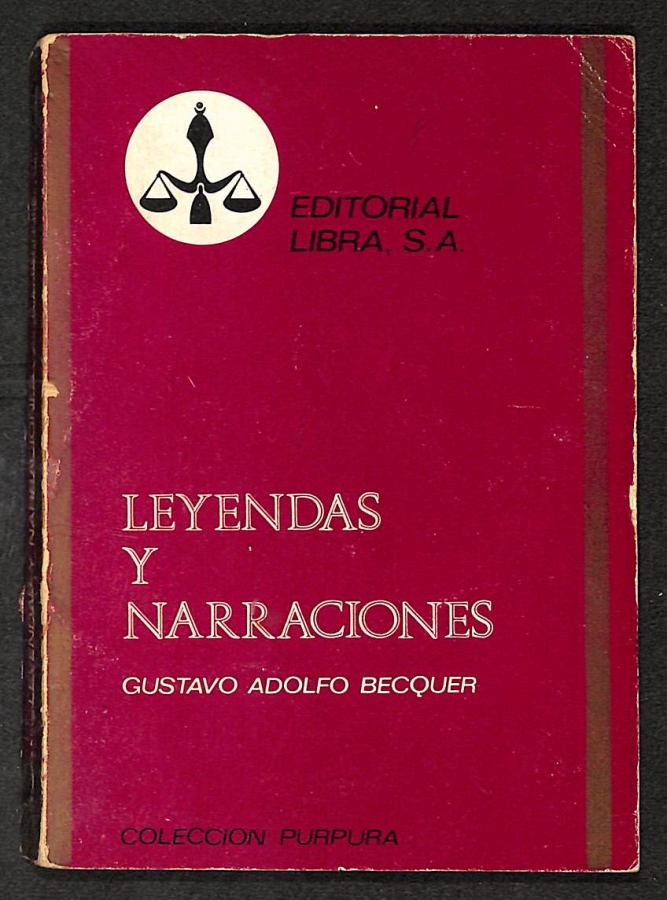 EDITORIAL
LIBRA, S.A.
LEYENDAS
Y
NARRACIONES
GUSTAVO ADOLFO BECQUER
COLECCION PURPURA